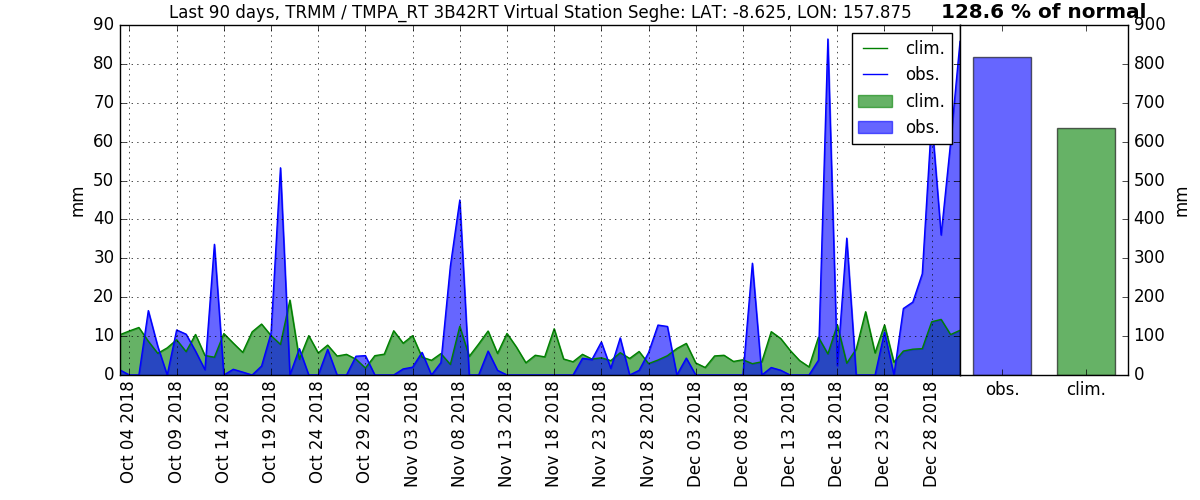 Last 90 days, TRMM / TMPA_RT 3B42RT Virtual Station Seghe: LAT: -8.625, LON: 157.875
128.6 % of normal
mm
90
80
70
60
50
40
30
20
10
0
clim.
obs.
clim.
obs.
900
800
700
600
500
400
300
200
100
0
mm
obs.
clim.
Oct 04 2018
Oct 09 2018
Oct 14 2018
Oct 19 2018
Oct 24 2018
Oct 29 2018
Nov 03 2018
Nov 08 2018
Nov 13 2018
Nov 18 2018
Nov 23 2018
Nov 28 2018
Dec 03 2018
Dec 08 2018
Dec 13 2018
Dec 18 2018
Dec 23 2018
Dec 28 2018